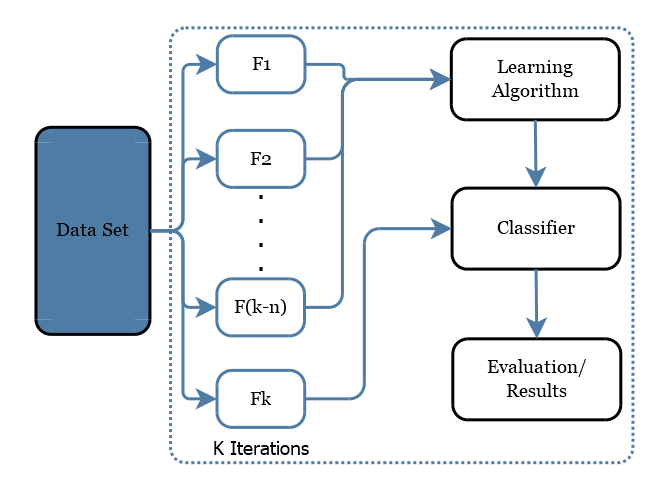 Data Set
F1
F2
F(k-n)
Fk
K Iterations
Learning
Algorithm
Classifier
Evaluation/
Results